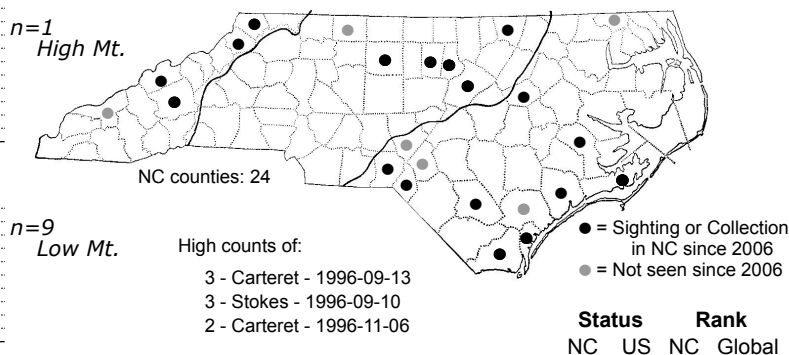 n=1
High Mt.
NC counties: 24
n=9
Low Mt.
High counts of:
3 - Carteret - 1996-09-13
3 - Stokes - 1996-09-10
2 - Carteret - 1996-11-06
● = Sighting or Collection
in NC since 2006
● = Not seen since 2006
Status Rank
NC US NC Global